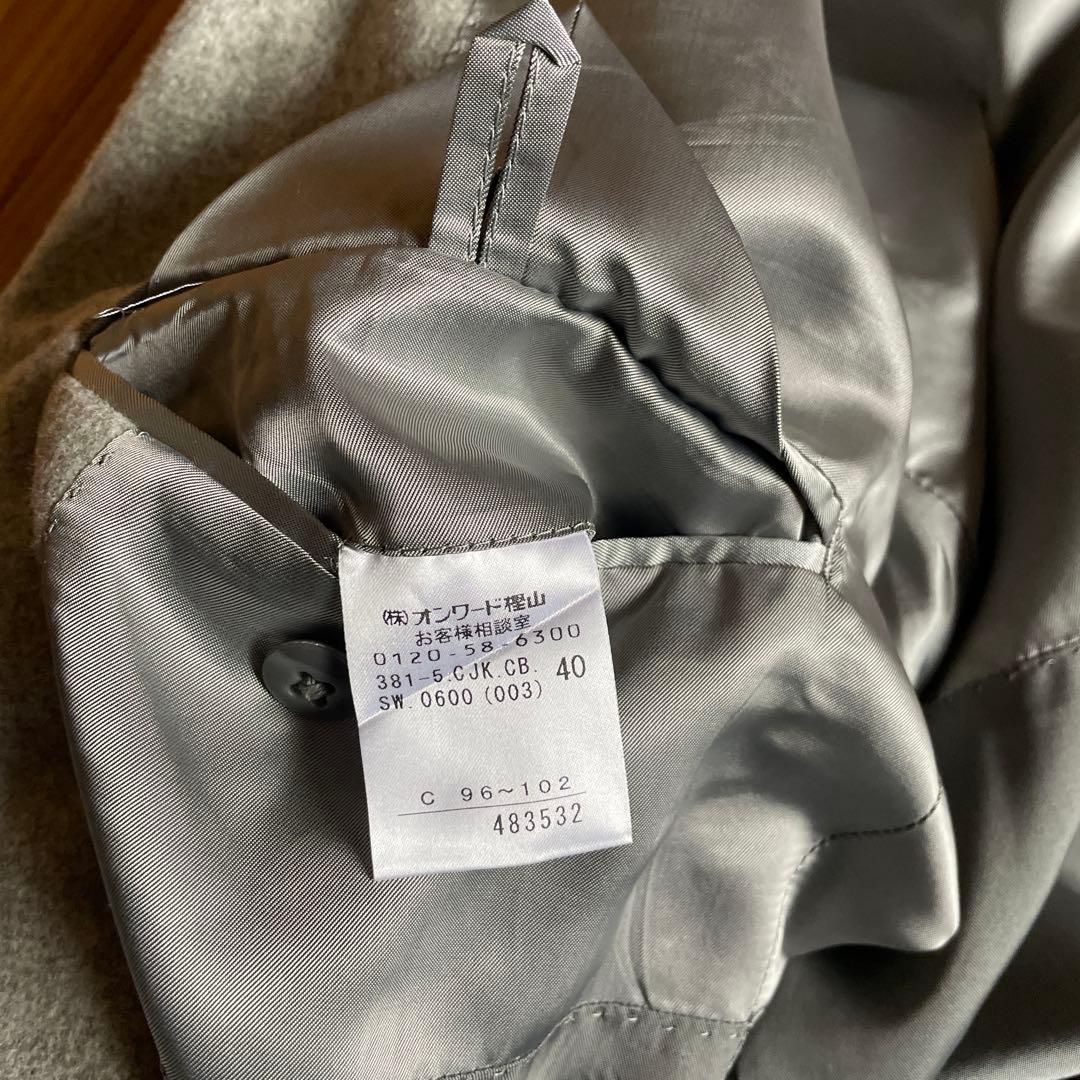 (株)オンワード樫山
お客様相談室
0120-58-6300
381-5.CJK.CB. 40
SW.0600 (003)
C 96~102
483532